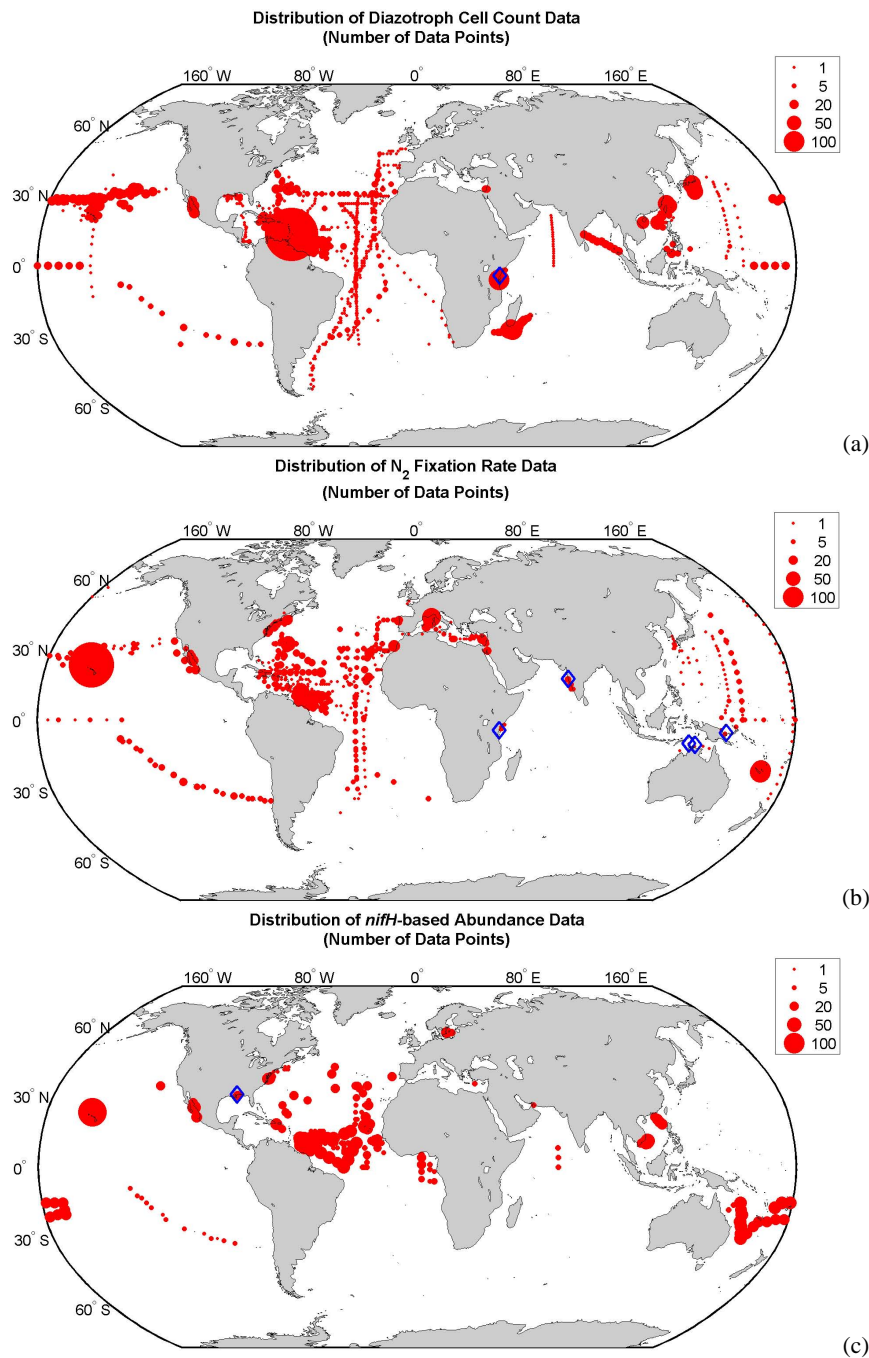 Distribution of Diazotroph Cell Count Data
(Number of Data Points)
160° W 80° W 0° 80° E 160° E
1
5
20
50
100
60° N
30° N
0°
30° S
60° S
(a)
Distribution of N₂ Fixation Rate Data
(Number of Data Points)
160° W 80° W 0° 80° E 160° E
1
5
20
50
100
60° N
30° N
0°
30° S
60° S
(b)
Distribution of nifH-based Abundance Data
(Number of Data Points)
160° W 80° W 0° 80° E 160° E
1
5
20
50
100
60° N
30° N
0°
30° S
60° S
(c)